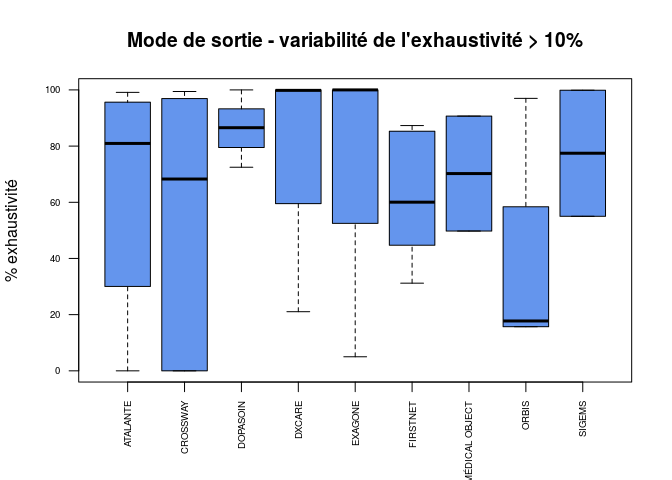 Mode de sortie - variabilité de l'exhaustivité > 10%
% exhaustivité
100
80
60
40
20
0
ATALANTE
CROSSWAY
DOPASOIN
DXCARE
EXAGONE
FIRSTNET
MÉDICAL OBJECT
ORBIS
SIGEMS